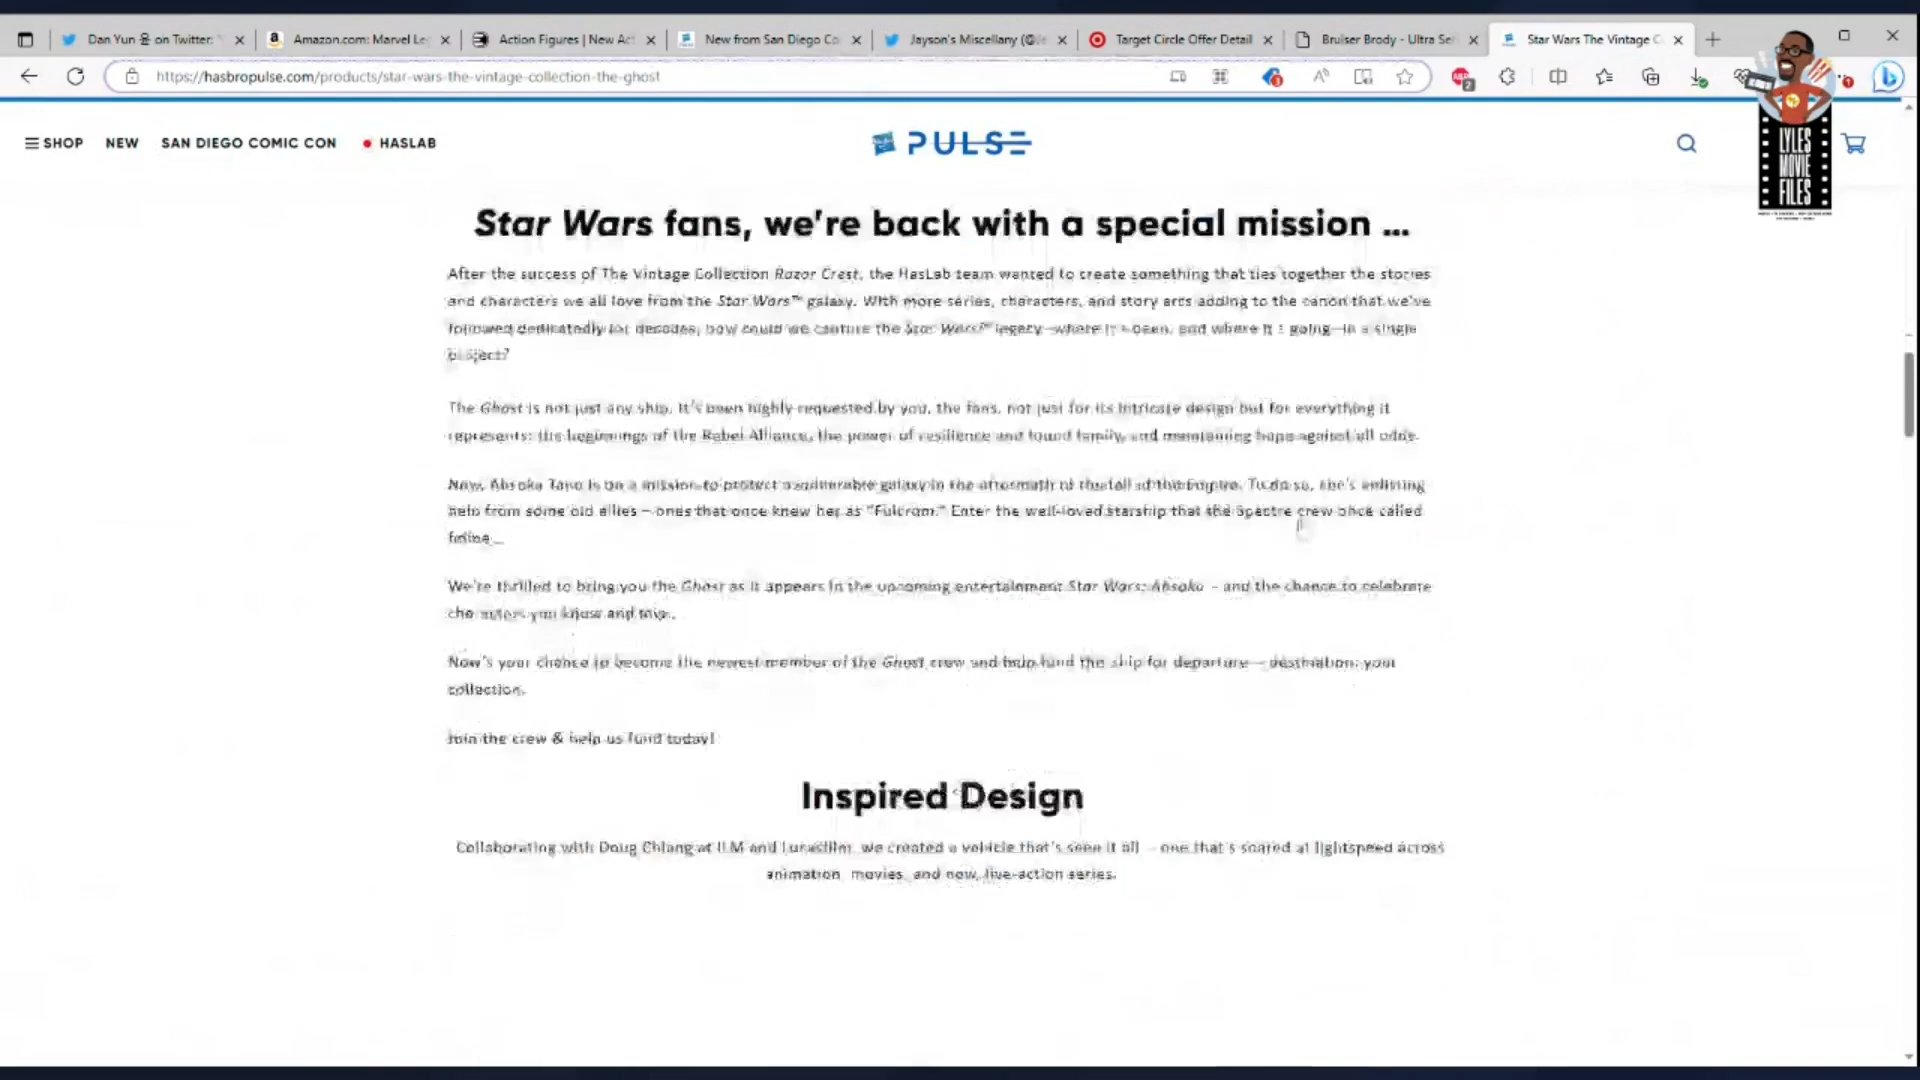 Dan Yun 웃 on Twitter:
Amazon.com: Marvel Le
Action Figures | New Ac
New from San Diego Co
Jayson's Miscellany
Target Circle Offer Detail
Bruiser Brody - Ultra Se
Star Wars The Vintage C
https://hasbropulse.com/products/star-wars-the-vintage-collection-the-ghost
SHOP NEW SAN DIEGO COMIC CON HASLAB
PULSE
LYLES
MOVIE
FILES
Star Wars fans, we're back with a special mission ...
After the success of The Vintage Collection Razor Crest, the HasLab team wanted to create something that ties together the stories
and characters we all love from the Star Wars™ galaxy. With more series, characters, and story arcs adding to the canon that we've
followed dedicatedly for decades, how could we capture the Star Wars™ legacy—where it's been, and where it's going—in a single
project?
The Ghost is not just any ship. It's been highly requested by you, the fans, not just for its intricate design but for everything it
represents: the beginnings of the Rebel Alliance, the power of resilience and found family, and maintaining hope against all odds.
Now, Ahsoka Tano is on a mission to protect a vulnerable galaxy in the aftermath of the fall of the Empire. To do so, she's enlisting
help from some old allies – ones that once knew her as "Fulcrum." Enter the well-loved starship that the Spectre crew once called
home...
We're thrilled to bring you the Ghost as it appears in the upcoming entertainment Star Wars: Ahsoka – and the chance to celebrate
characters you know and love.
Now's your chance to become the newest member of the Ghost crew and help fund the ship for departure – destination: your
collection.
Join the crew & help us fund today!
Inspired Design
Collaborating with Doug Chiang at ILM and Lucasfilm, we created a vehicle that's seen it all – one that's soared at lightspeed across
animation, movies, and now, live-action series.